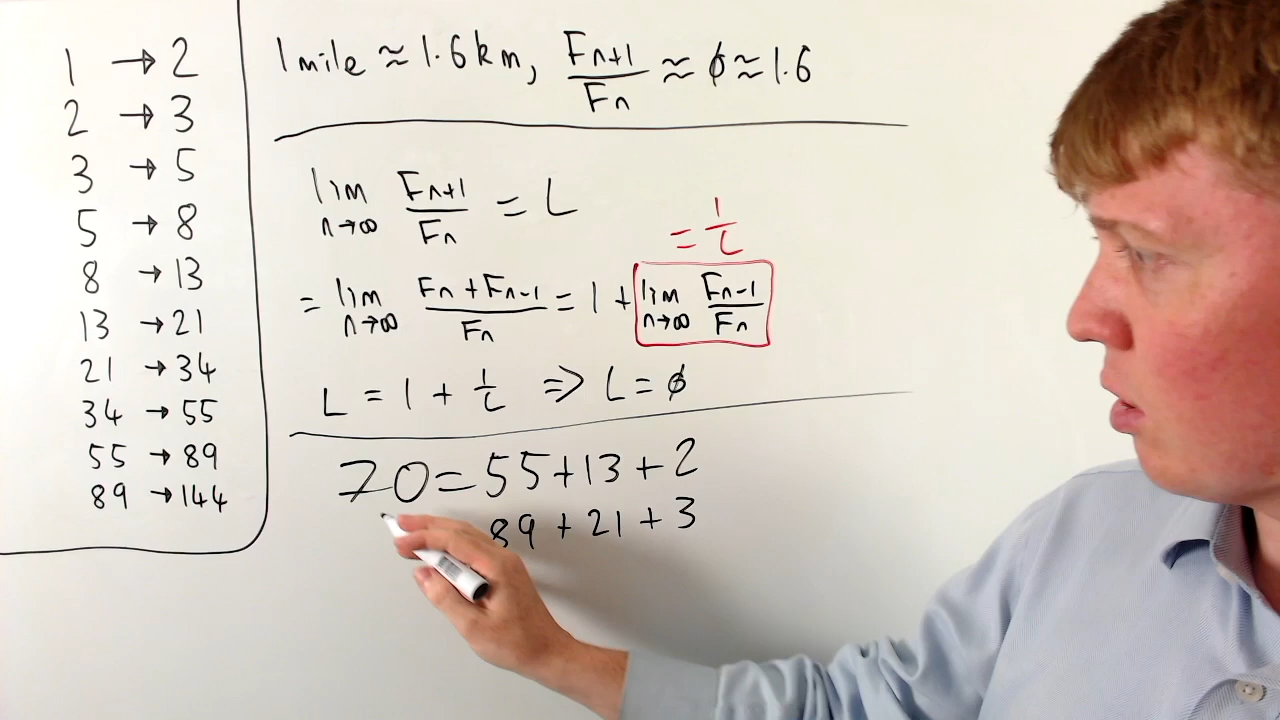 1 → 2
2 → 3
3 → 5
5 → 8
8 → 13
13 → 21
21 → 34
34 → 55
55 → 89
89 → 144
1 mile ≈ 1.6 km, Fn+1/Fn ≈ ϕ ≈ 1.6
lim n→∞ Fn+1/Fn = L
= 1/L
= lim n→∞ Fn + Fn-1/Fn = 1 + lim n→∞ Fn-1/Fn
L = 1 + 1/L ⇒ L = ϕ
70 = 55 + 13 + 2
89 + 21 + 3